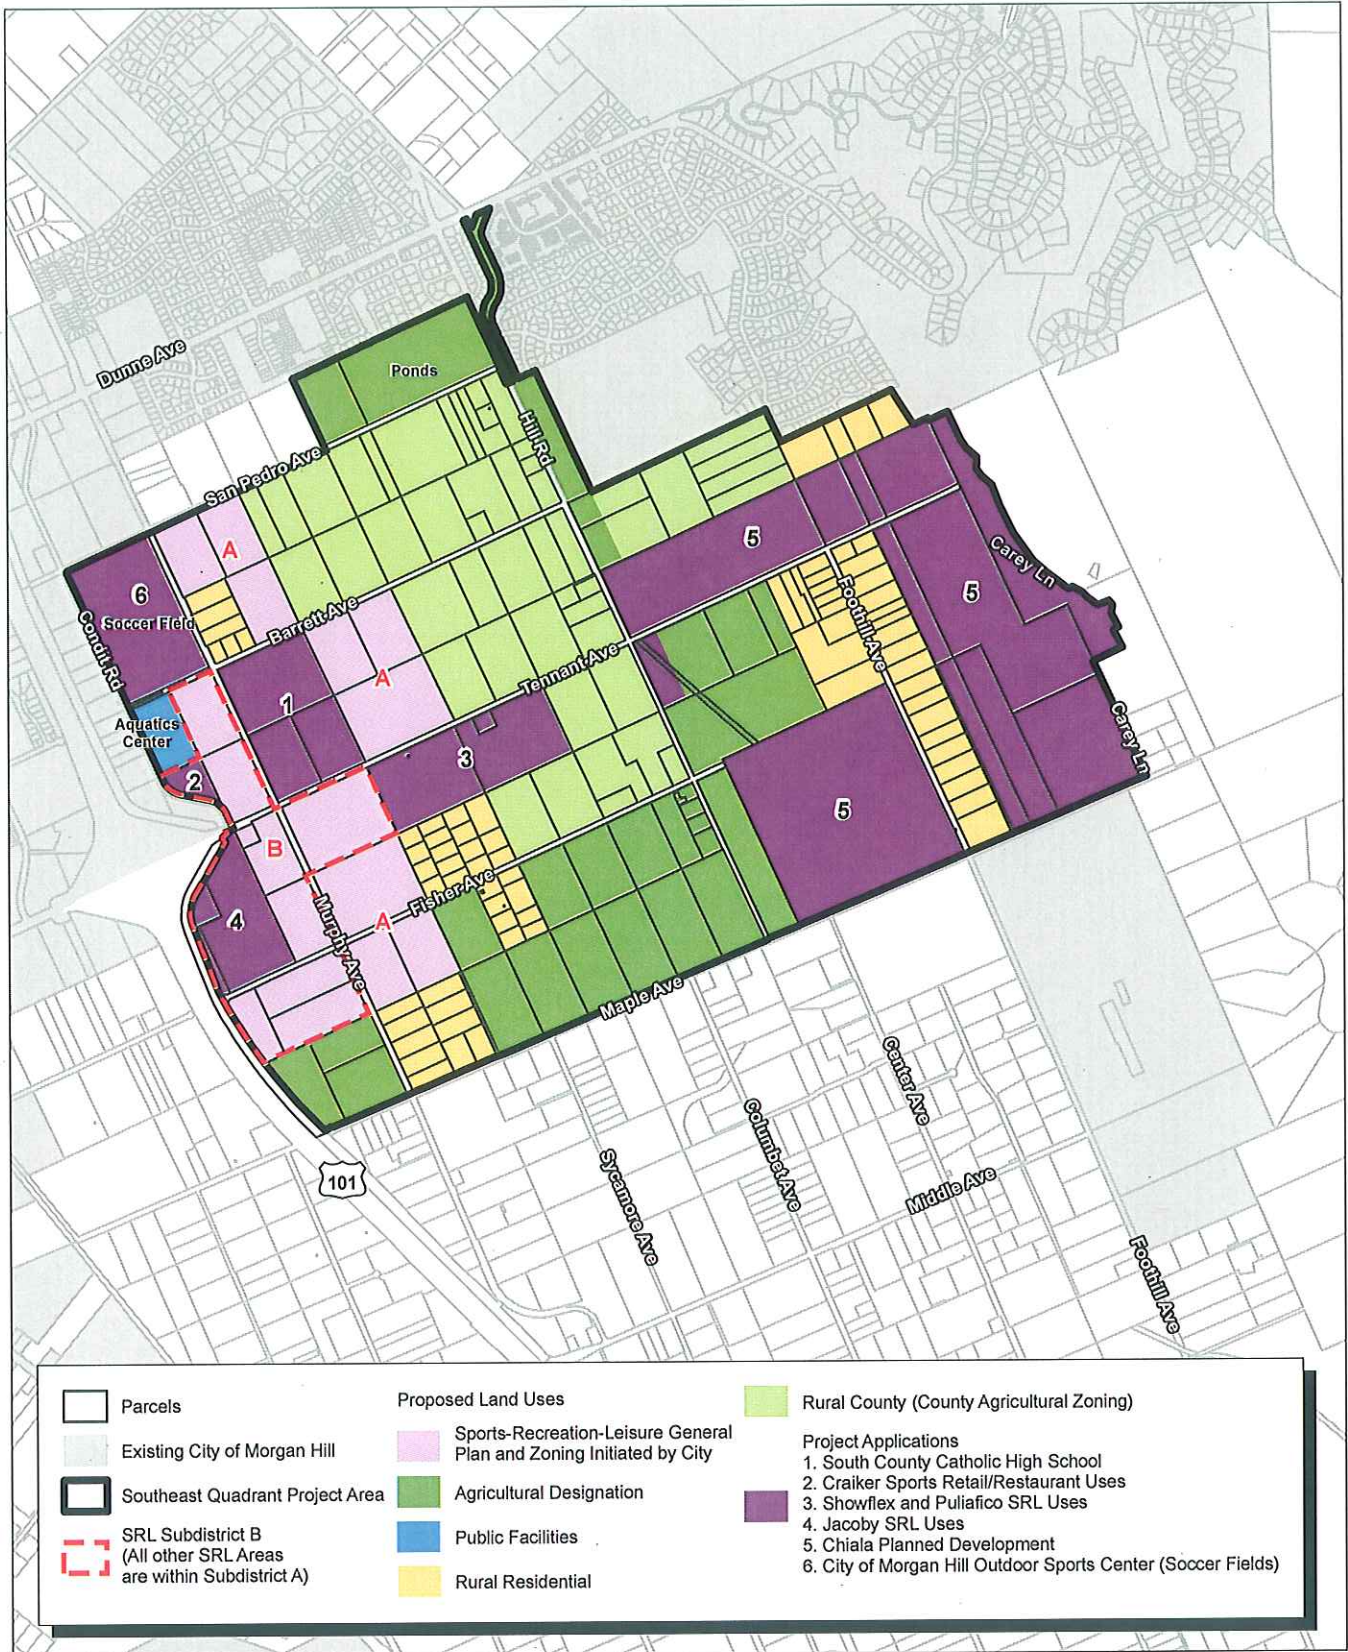 Dunne Ave
Ponds
Hill Rd
San Pedro Ave
A
5
6
Soccer Field
Condit Rd
Barrett Ave
Carey Ln
5
Foothill Ave
1
A
Tennant Ave
Aquatics
Center
Carey Ln
2
3
5
B
Fisher Ave
4
Murphy Ave
A
Maple Ave
Center Ave
Columbet Ave
Sycamore Ave
Middle Ave
101
Foothill Ave
Parcels
Existing City of Morgan Hill
Southeast Quadrant Project Area
SRL Subdistrict B
(All other SRL Areas
are within Subdistrict A)
Proposed Land Uses
Sports-Recreation-Leisure General
Plan and Zoning Initiated by City
Agricultural Designation
Public Facilities
Rural Residential
Rural County (County Agricultural Zoning)
Project Applications
1. South County Catholic High School
2. Craiker Sports Retail/Restaurant Uses
3. Showflex and Puliafico SRL Uses
4. Jacoby SRL Uses
5. Chiala Planned Development
6. City of Morgan Hill Outdoor Sports Center (Soccer Fields)